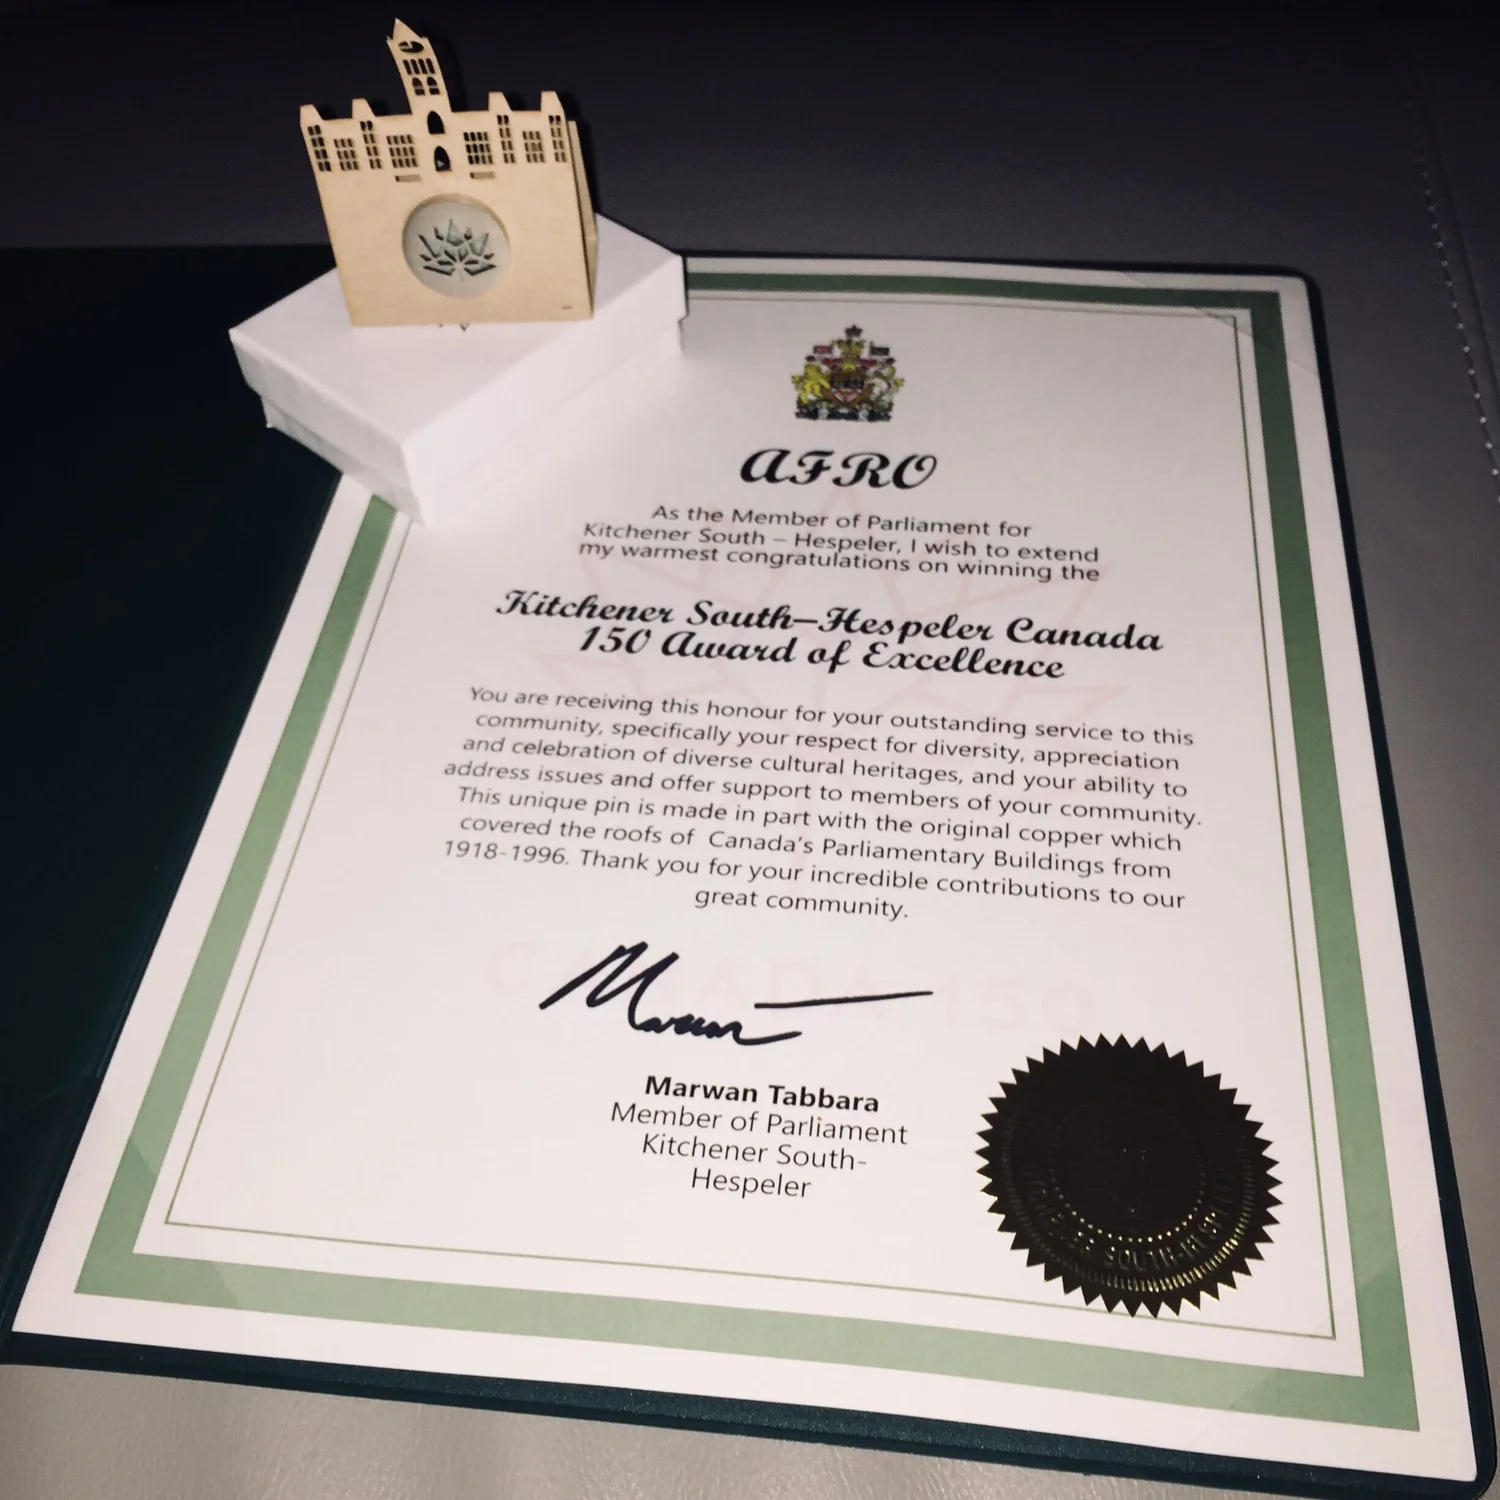 AFRO
As the Member of Parliament for
Kitchener South – Hespeler, I wish to extend
my warmest congratulations on winning the
Kitchener South–Hespeler Canada
150 Award of Excellence
You are receiving this honour for your outstanding service to this
community, specifically your respect for diversity, appreciation
and celebration of diverse cultural heritages, and your ability to
address issues and offer support to members of your community.
This unique pin is made in part with the original copper which
covered the roofs of Canada's Parliamentary Buildings from
1918-1996. Thank you for your incredible contributions to our
great community.
CANADA 150
Marwan
Marwan Tabbara
Member of Parliament
Kitchener South-
Hespeler